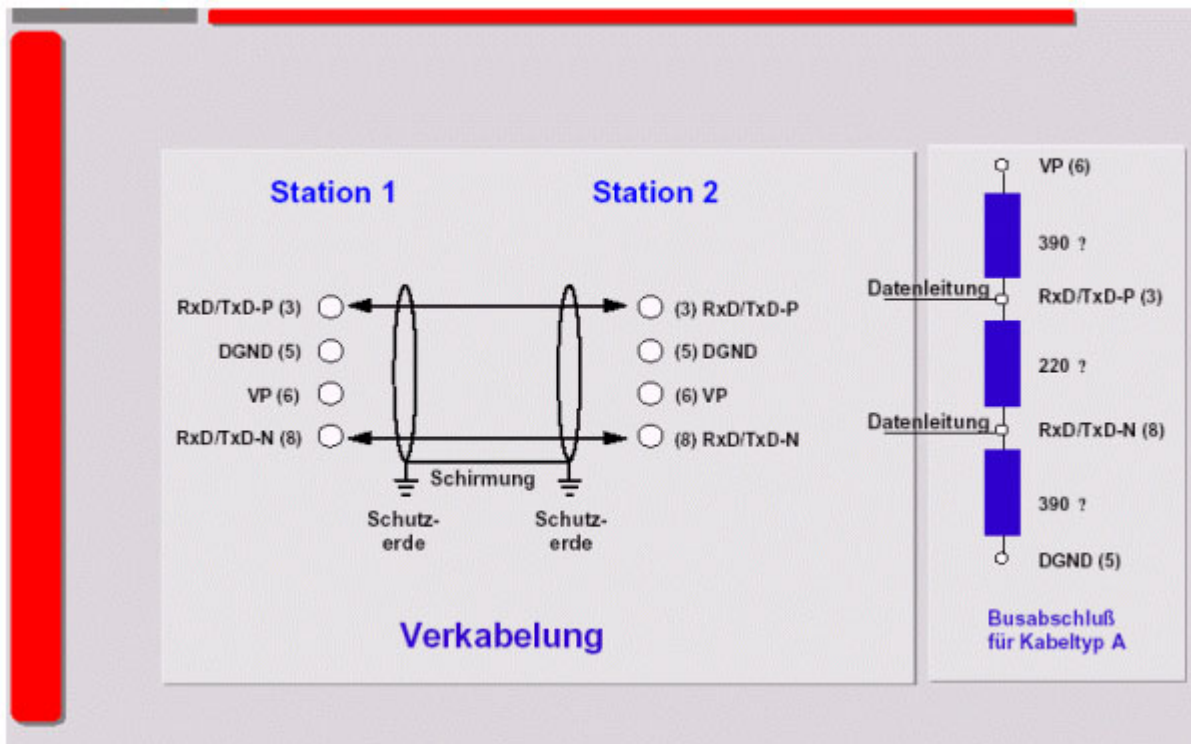 Station 1
Station 2
RxD/TxD-P (3)
(3) RxD/TxD-P
DGND (5)
(5) DGND
VP (6)
(6) VP
RxD/TxD-N (8)
(8) RxD/TxD-N
Schirmung
Schutz-
erde
Schutz-
erde
Verkabelung
VP (6)
390 ?
Datenleitung
RxD/TxD-P (3)
220 ?
Datenleitung
RxD/TxD-N (8)
390 ?
DGND (5)
Busabschluß
für Kabeltyp A